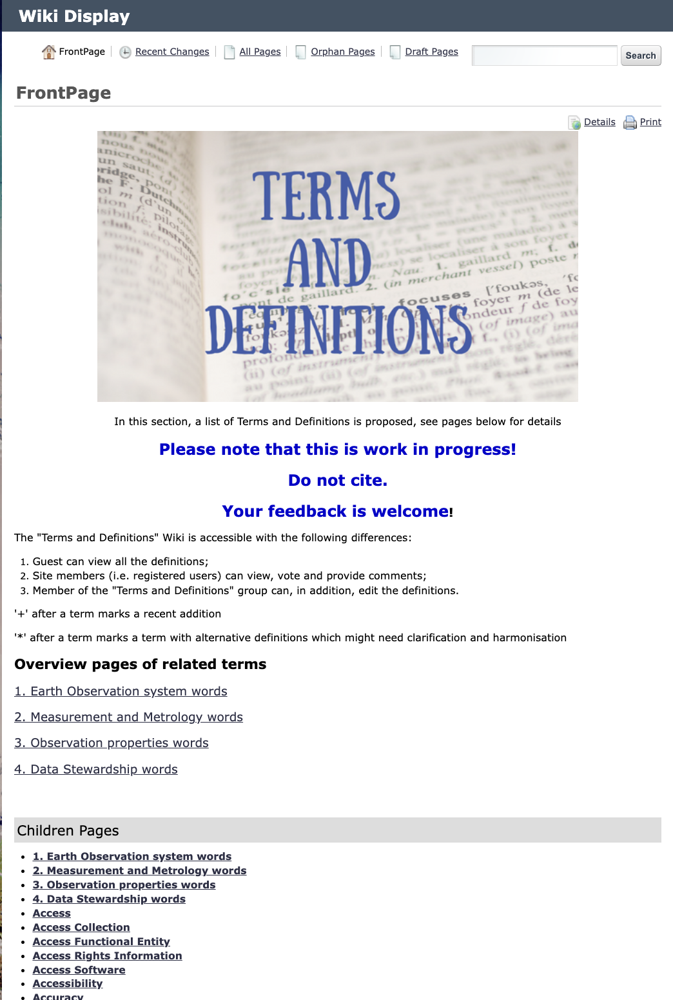 Wiki Display
FrontPage
Recent Changes
All Pages
Orphan Pages
Draft Pages
Search
FrontPage
Details
Print
TERMS
AND
DEFINITIONS
In this section, a list of Terms and Definitions is proposed, see pages below for details
Please note that this is work in progress!
Do not cite.
Your feedback is welcome!
The "Terms and Definitions" Wiki is accessible with the following differences:
1. Guest can view all the definitions;
2. Site members (i.e. registered users) can view, vote and provide comments;
3. Member of the "Terms and Definitions" group can, in addition, edit the definitions.
'+' after a term marks a recent addition
'*' after a term marks a term with alternative definitions which might need clarification and harmonisation
Overview pages of related terms
1. Earth Observation system words
2. Measurement and Metrology words
3. Observation properties words
4. Data Stewardship words
Children Pages
1. Earth Observation system words
2. Measurement and Metrology words
3. Observation properties words
4. Data Stewardship words
Access
Access Collection
Access Functional Entity
Access Rights Information
Access Software
Accessibility
Accuracy